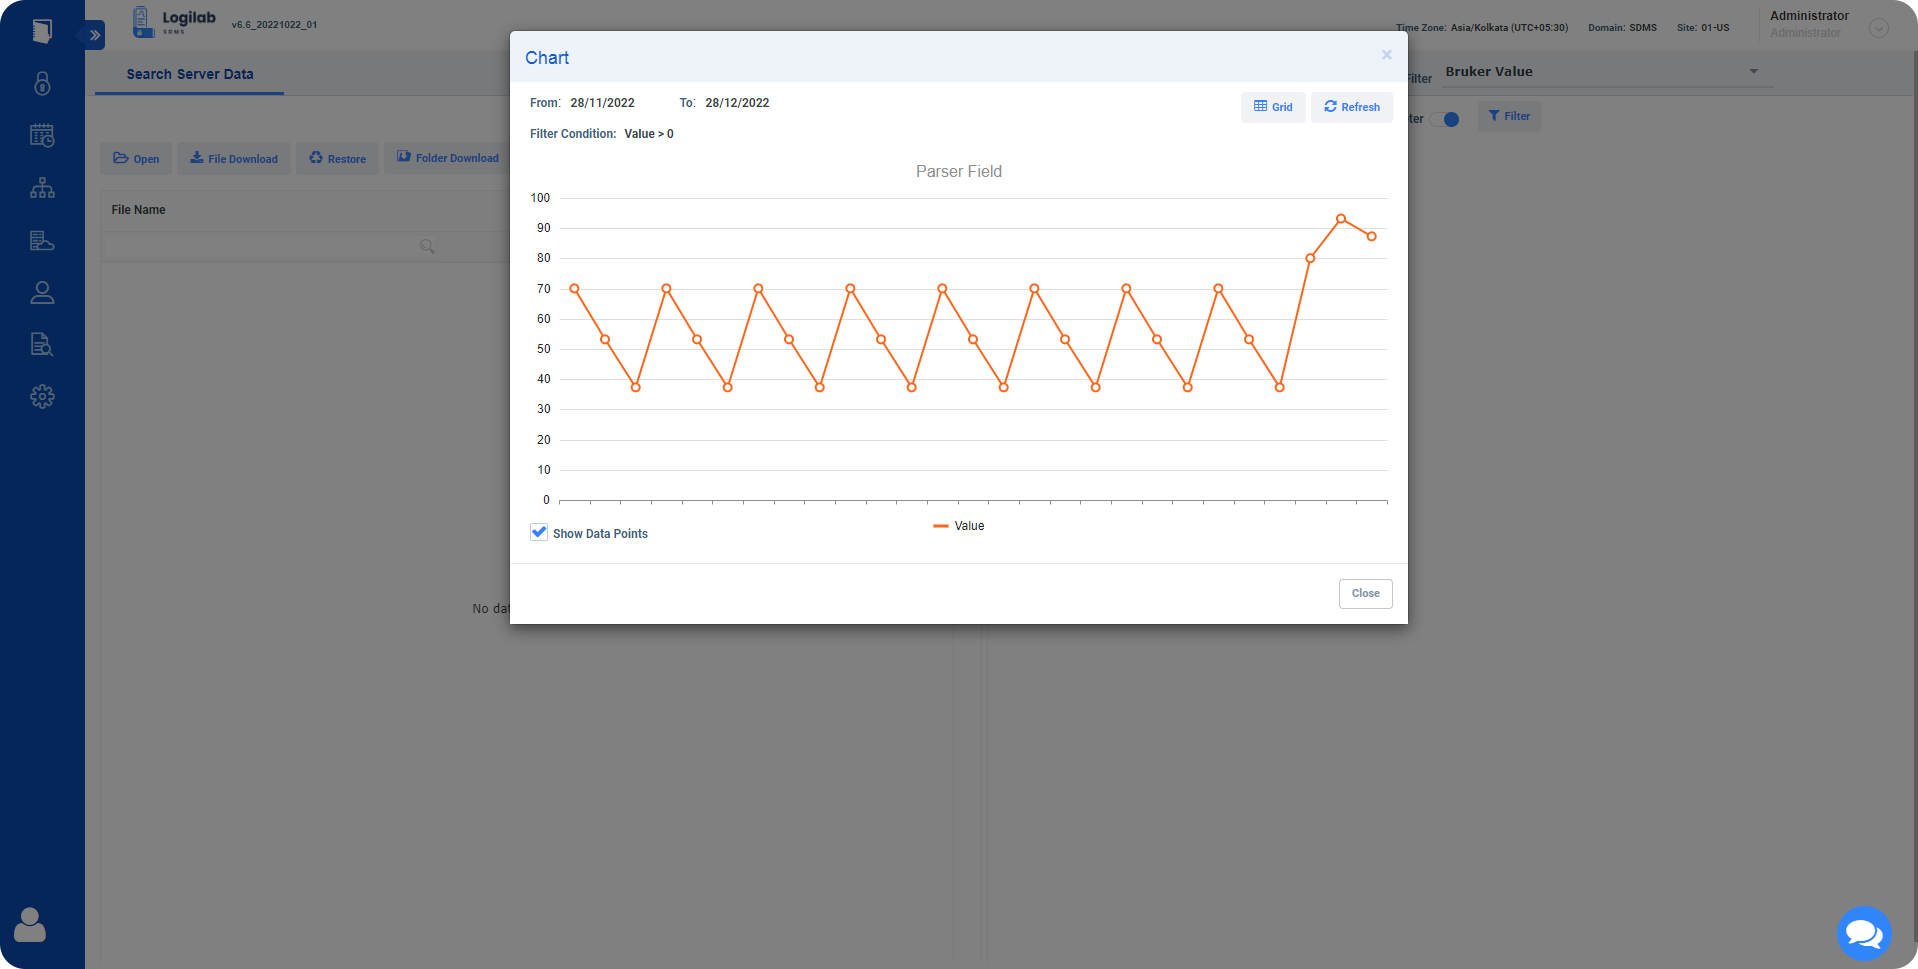 Logilab
SDMS
v6.6_20221022_01
Time Zone: Asia/Kolkata (UTC+05:30)
Domain: SDMS
Site: 01-US
Administrator
Administrator
Search Server Data
Filter
Bruker Value
ter
Filter
Open
File Download
Restore
Folder Download
File Name
No dat
Chart
×
From: 28/11/2022
To: 28/12/2022
Grid
Refresh
Filter Condition: Value > 0
Parser Field
100
90
80
70
60
50
40
30
20
10
0
Value
Show Data Points
Close